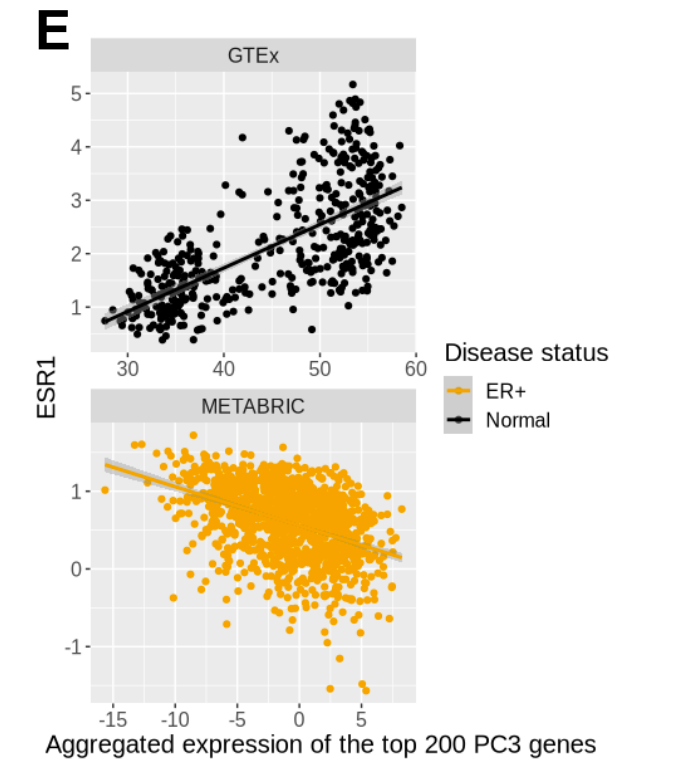 E
GTEx
5
4
3
2
1
30 40 50 60
ESR1
Disease status
ER+
Normal
METABRIC
1
0
-1
-15 -10 -5 0 5
Aggregated expression of the top 200 PC3 genes